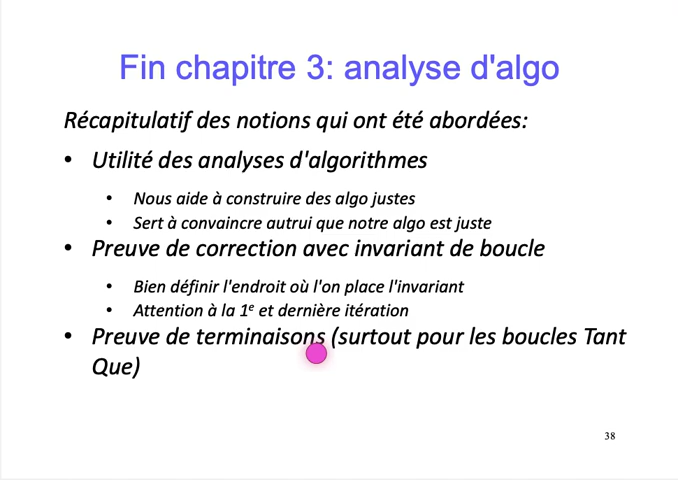 Fin chapitre 3: analyse d'algo
Récapitulatif des notions qui ont été abordées:
• Utilité des analyses d'algorithmes
• Nous aide à construire des algo justes
• Sert à convaincre autrui que notre algo est juste
• Preuve de correction avec invariant de boucle
• Bien définir l'endroit où l'on place l'invariant
• Attention à la 1e et dernière itération
• Preuve de terminaisons (surtout pour les boucles Tant
Que)
38